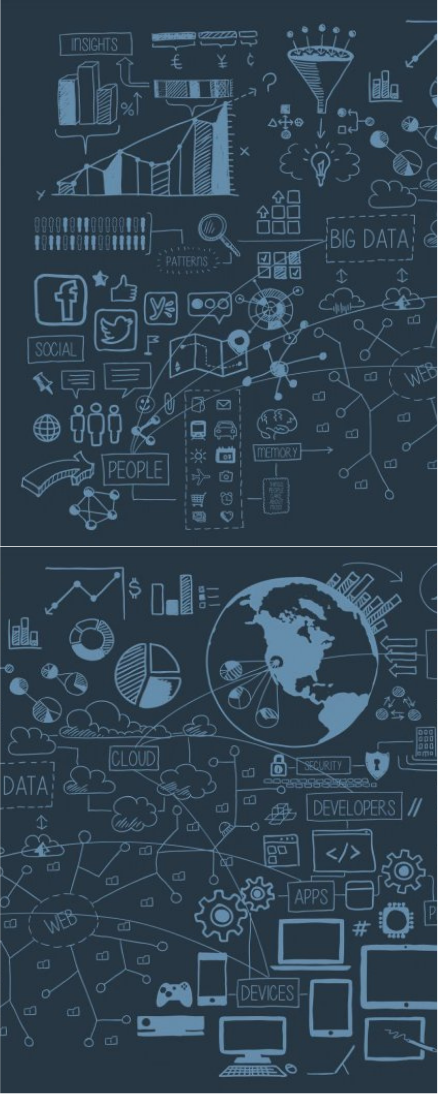 INSIGHTS
€ ¥ ¢
%
?
x
y
PATTERNS
BIG DATA
f
y
SOCIAL
WEB
MEMORY
PEOPLE
$
CLOUD
DATA
SECURITY
DEVELOPERS //
</>
APPS
#
P
WEB
DEVICES